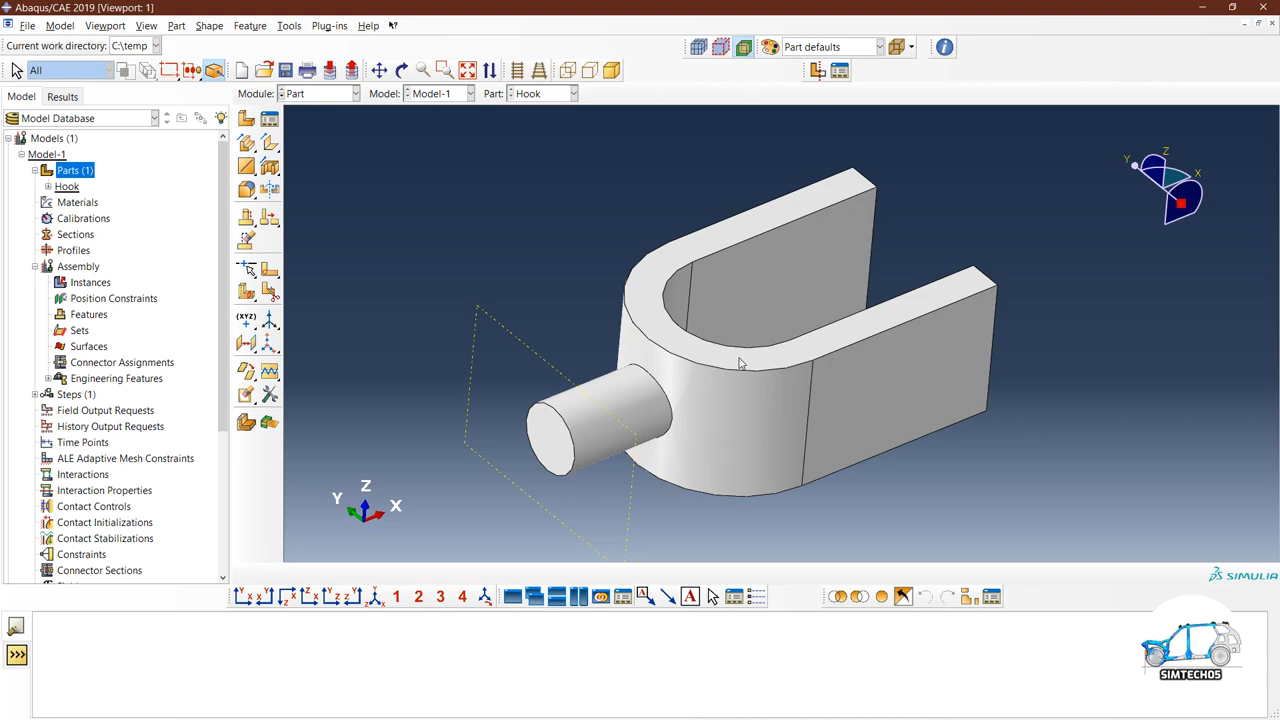 Abaqus/CAE 2019 [Viewport: 1]
File Model Viewport View Part Shape Feature Tools Plug-ins Help
Current work directory: C:\temp
Part defaults
All
Model Results
Module: Part Model: Model-1 Part: Hook
Model Database
Models (1)
Model-1
Parts (1)
Hook
Materials
Calibrations
Sections
Profiles
Assembly
Instances
Position Constraints
Features
Sets
Surfaces
Connector Assignments
Engineering Features
Steps (1)
Field Output Requests
History Output Requests
Time Points
ALE Adaptive Mesh Constraints
Interactions
Interaction Properties
Contact Controls
Contact Initializations
Contact Stabilizations
Constraints
Connector Sections
(XYZ)
Z
Y
X
Z
Y
X
SIMULIA
1 2 3 4
A
>>>
SIMTECH05